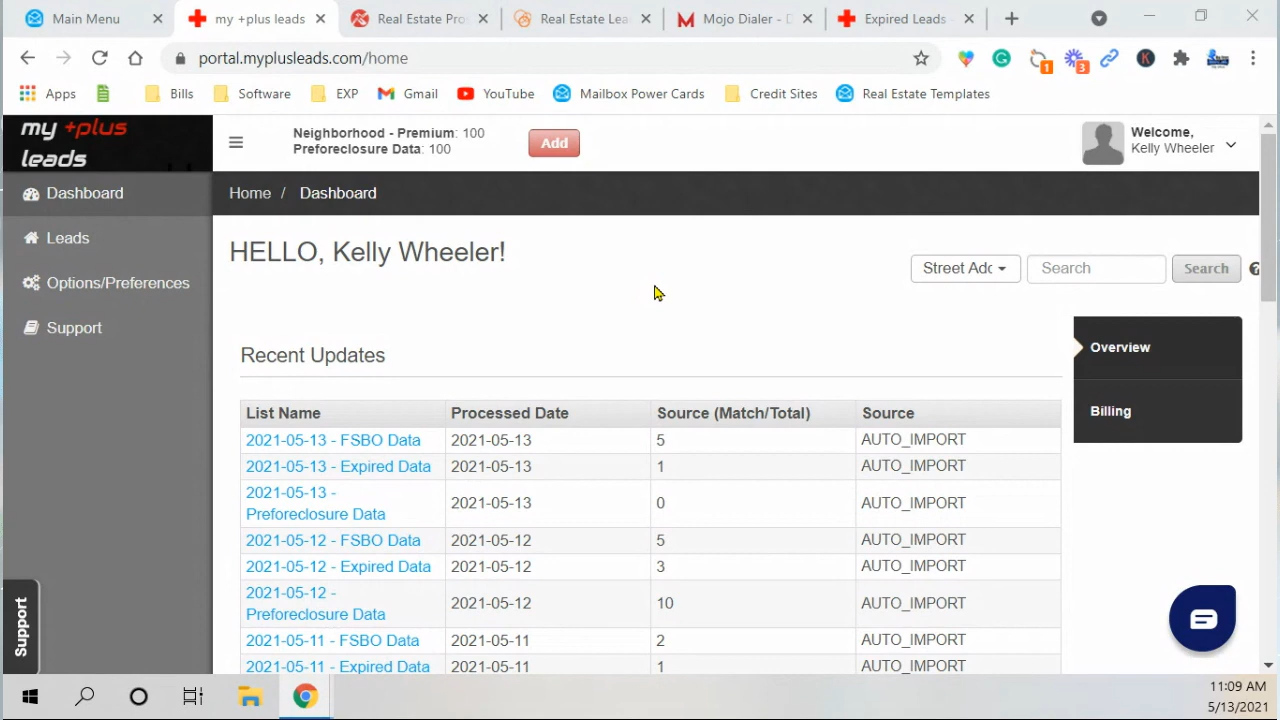 Main Menu
my +plus leads
Real Estate Pro
Real Estate Lea
Mojo Dialer - D
Expired Leads -
portal.myplusleads.com/home
1
3
K
Apps
Bills
Software
EXP
Gmail
YouTube
Mailbox Power Cards
Credit Sites
Real Estate Templates
my +plus
leads
Neighborhood - Premium: 100
Preforeclosure Data: 100
Add
Welcome,
Kelly Wheeler
Dashboard
Leads
Options/Preferences
Support
Home / Dashboard
HELLO, Kelly Wheeler!
Street Adc
Search
Search
Recent Updates
Overview
Billing
List Name Processed Date Source (Match/Total) Source
2021-05-13 - FSBO Data 2021-05-13 5 AUTO_IMPORT
2021-05-13 - Expired Data 2021-05-13 1 AUTO_IMPORT
2021-05-13 -
Preforeclosure Data 2021-05-13 0 AUTO_IMPORT
2021-05-12 - FSBO Data 2021-05-12 5 AUTO_IMPORT
2021-05-12 - Expired Data 2021-05-12 3 AUTO_IMPORT
2021-05-12 -
Preforeclosure Data 2021-05-12 10 AUTO_IMPORT
2021-05-11 - FSBO Data 2021-05-11 2 AUTO_IMPORT
2021-05-11 - Expired Data 2021-05-11 1 AUTO_IMPORT
Support
11:09 AM
5/13/2021